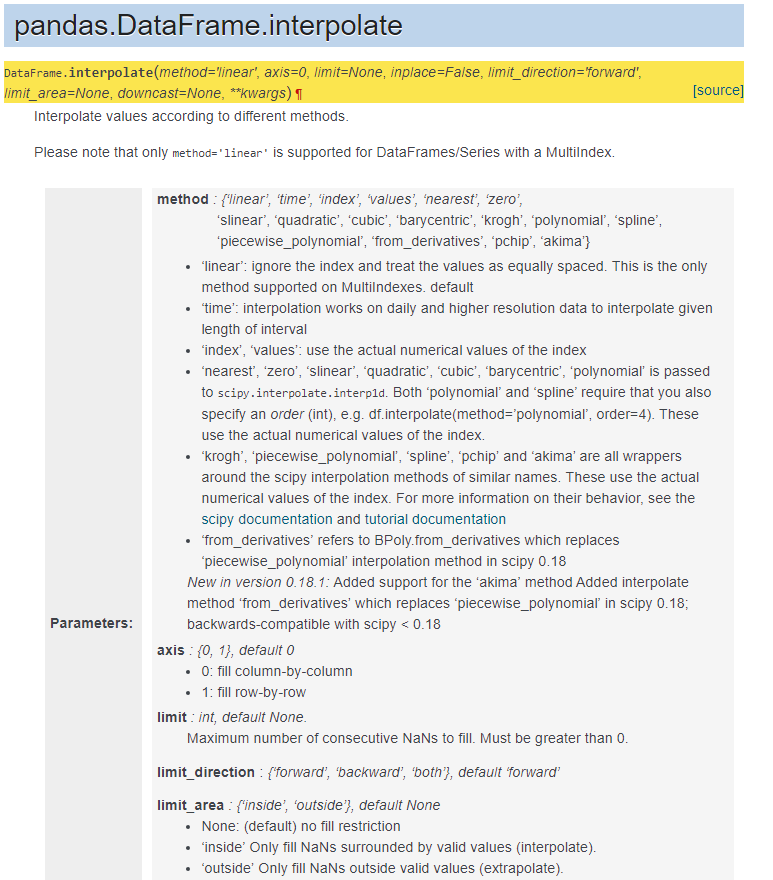 pandas.DataFrame.interpolate
DataFrame.interpolate(method='linear', axis=0, limit=None, inplace=False, limit_direction='forward',
limit_area=None, downcast=None, **kwargs) ¶ [source]
Interpolate values according to different methods.
Please note that only method='linear' is supported for DataFrames/Series with a MultiIndex.
Parameters:
method : {‘linear’, ‘time’, ‘index’, ‘values’, ‘nearest’, ‘zero’,
‘slinear’, ‘quadratic’, ‘cubic’, ‘barycentric’, ‘krogh’, ‘polynomial’, ‘spline’,
‘piecewise_polynomial’, ‘from_derivatives’, ‘pchip’, ‘akima’}
• ‘linear’: ignore the index and treat the values as equally spaced. This is the only
method supported on MultiIndexes. default
• ‘time’: interpolation works on daily and higher resolution data to interpolate given
length of interval
• ‘index’, ‘values’: use the actual numerical values of the index
• ‘nearest’, ‘zero’, ‘slinear’, ‘quadratic’, ‘cubic’, ‘barycentric’, ‘polynomial’ is passed
to scipy.interpolate.interp1d. Both ‘polynomial’ and ‘spline’ require that you also
specify an order (int), e.g. df.interpolate(method=’polynomial’, order=4). These
use the actual numerical values of the index.
• ‘krogh’, ‘piecewise_polynomial’, ‘spline’, ‘pchip’ and ‘akima’ are all wrappers
around the scipy interpolation methods of similar names. These use the actual
numerical values of the index. For more information on their behavior, see the
scipy documentation and tutorial documentation
• ‘from_derivatives’ refers to BPoly.from_derivatives which replaces
‘piecewise_polynomial’ interpolation method in scipy 0.18
New in version 0.18.1: Added support for the ‘akima’ method Added interpolate
method ‘from_derivatives’ which replaces ‘piecewise_polynomial’ in scipy 0.18;
backwards-compatible with scipy < 0.18
axis : {0, 1}, default 0
• 0: fill column-by-column
• 1: fill row-by-row
limit : int, default None.
Maximum number of consecutive NaNs to fill. Must be greater than 0.
limit_direction : {‘forward’, ‘backward’, ‘both’}, default ‘forward’
limit_area : {‘inside’, ‘outside’}, default None
• None: (default) no fill restriction
• ‘inside’ Only fill NaNs surrounded by valid values (interpolate).
• ‘outside’ Only fill NaNs outside valid values (extrapolate).